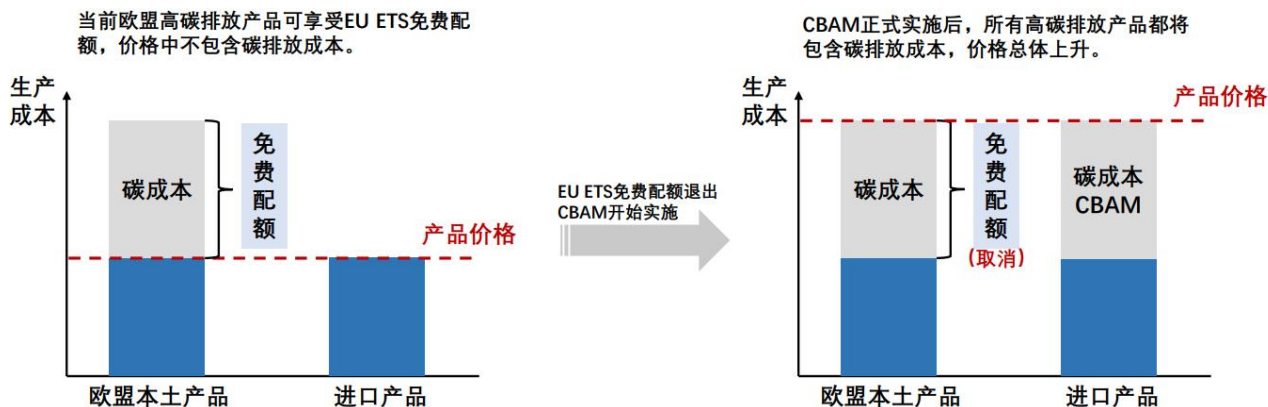 当前欧盟高碳排放产品可享受EU ETS免费配
额，价格中不包含碳排放成本。
生产
成本
碳成本
免
费
配
额
产品价格
欧盟本土产品
进口产品
EU ETS免费配额退出
CBAM开始实施
CBAM正式实施后，所有高碳排放产品都将
包含碳排放成本，价格总体上升。
生产
成本
产品价格
碳成本
免
费
配
额
(取消)
碳成本
CBAM
欧盟本土产品
进口产品